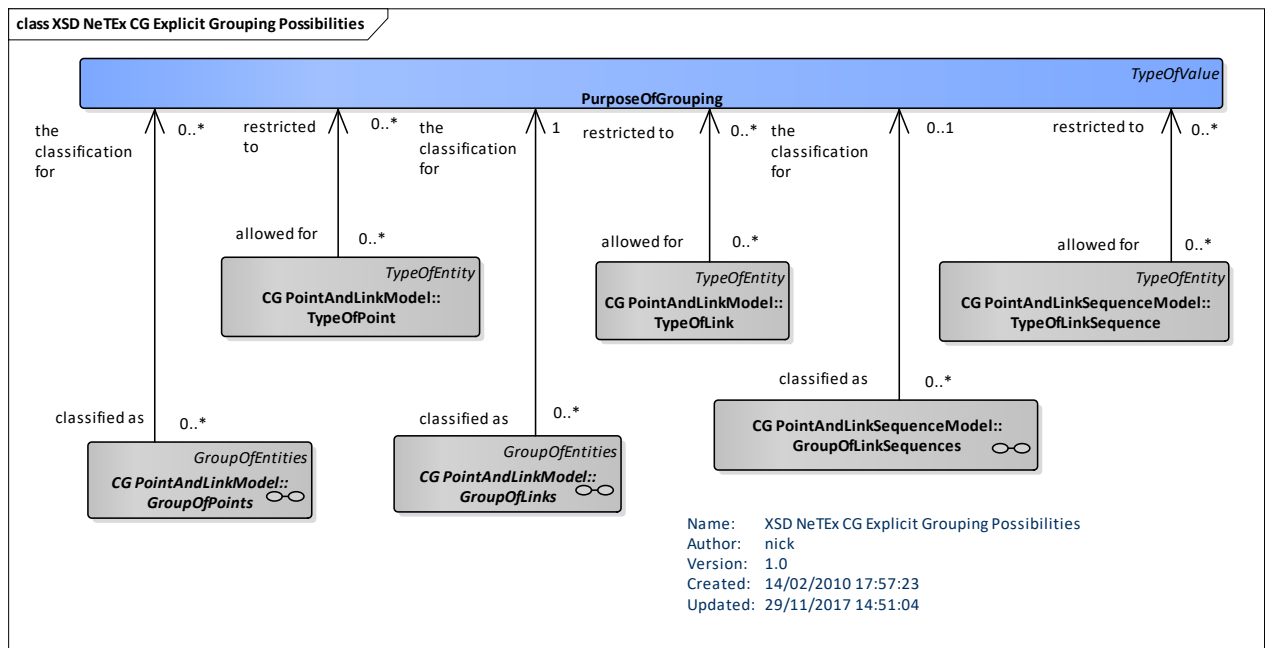 class XSD NeTEx CG Explicit Grouping Possibilities
TypeOfValue
PurposeOfGrouping
the
classification
for
0..*
restricted
to
0..*
the
classification
for
1
restricted to
0..*
the
classification
for
0..1
restricted to
0..*
allowed for
0..*
TypeOfEntity
CG PointAndLinkModel::
TypeOfPoint
allowed for
0..*
TypeOfEntity
CG PointAndLinkModel::
TypeOfLink
allowed for
0..*
TypeOfEntity
CG PointAndLinkSequenceModel::
TypeOfLinkSequence
classified as
0..*
GroupOfEntities
CG PointAndLinkModel::
GroupOfPoints
classified as
0..*
GroupOfEntities
CG PointAndLinkModel::
GroupOfLinks
classified as
0..*
CG PointAndLinkSequenceModel::
GroupOfLinkSequences
Name: XSD NeTEx CG Explicit Grouping Possibilities
Author: nick
Version: 1.0
Created: 14/02/2010 17:57:23
Updated: 29/11/2017 14:51:04